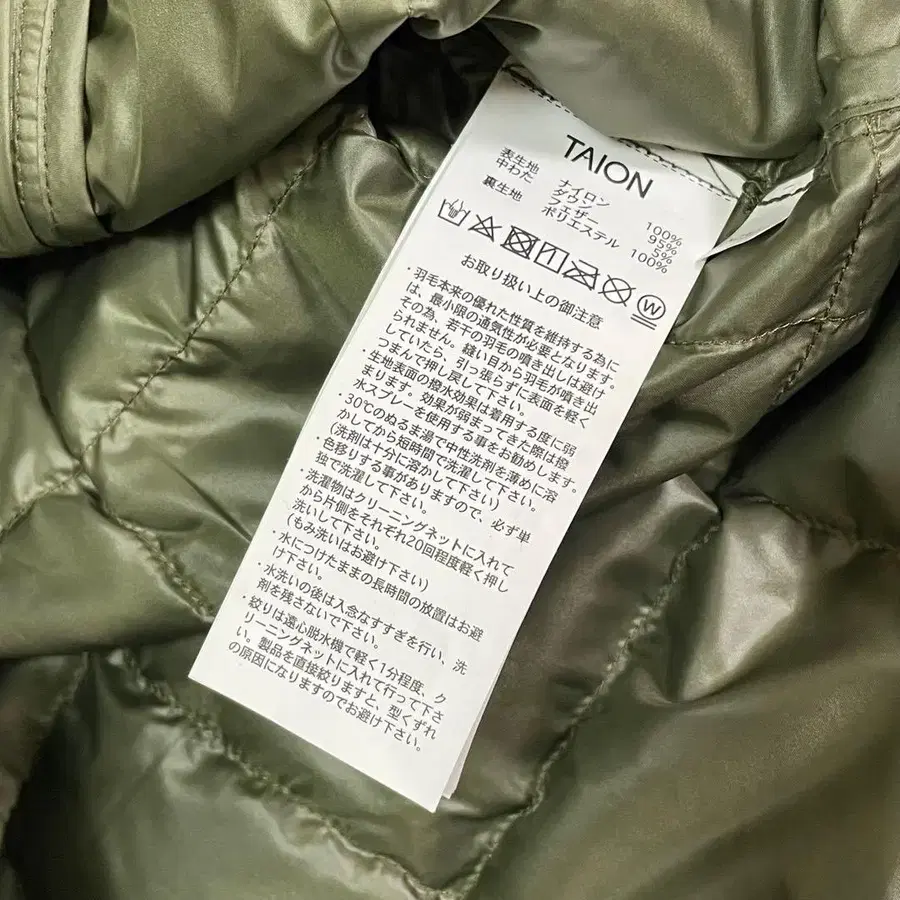 TAION
表生地 ナイロン 100%
中わた ダウン 95%
フェザー 5%
裏生地 ポリエステル 100%
W
お取り扱い上の御注意
・羽毛本来の優れた性質を維持する為に
は、最小限の通気性が必要となります。
その為、若干の羽毛の噴き出しは避け
られません。縫い目から羽毛が噴き出
していたら、引っ張らずに表面を軽く
つまんで押し戻して下さい。
・生地表面の撥水効果は着用する度に弱
まります。効果が弱まってきた際は撥
水スプレーを使用する事をお勧めします。
・30℃のぬるま湯で中性洗剤を薄めに溶
かしてから短時間で洗濯して下さい。
(洗剤は十分に溶かして下さい)
・色移りする事がありますので、必ず単
独で洗濯して下さい。
・洗濯物はクリーニングネットに入れて
から片側をそれぞれ20回程度軽く押し
洗いして下さい。
(もみ洗いはお避け下さい)
・水につけたままの長時間の放置はお避
け下さい。
・水洗いの後は入念なすすぎを行い、洗
剤を残さないで下さい。
・絞りは遠心脱水機で軽く1分程度、ク
リーニングネットに入れて行って下さ
い。製品を直接絞りますと、型くずれ
の原因になりますのでお避け下さい。